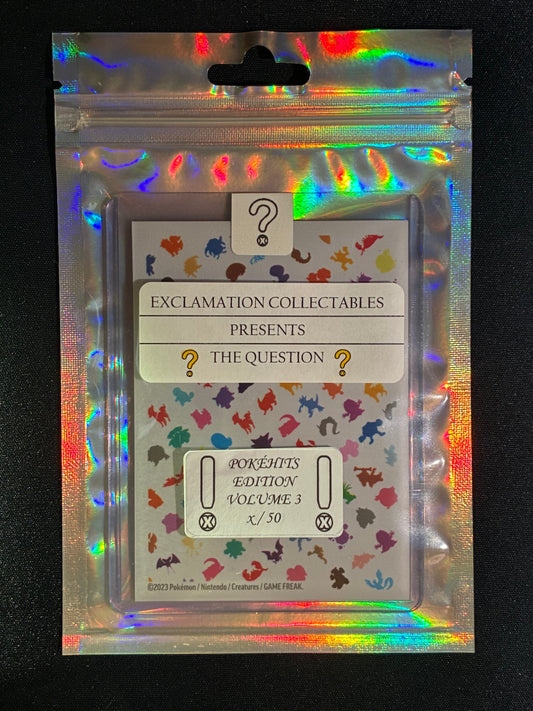 ?
EXCLAMATION COLLECTABLES
PRESENTS
? THE QUESTION ?
! POKÉHITS !
EDITION
VOLUME 3
x / 50
©2023 Pokémon / Nintendo / Creatures / GAME FREAK.